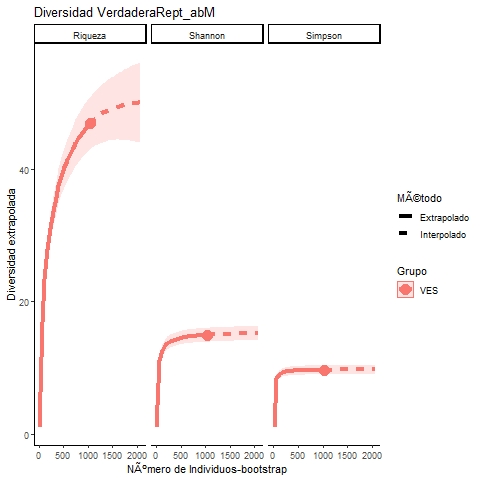 Diversidad VerdaderaRept_abM
Riqueza Shannon Simpson
Diversidad extrapolada
40
20
0
0 500 1000 1500 2000 0 500 1000 1500 2000 0 500 1000 1500 2000
NÃºmero de Individuos-bootstrap
MÃ©todo
Extrapolado
Interpolado
Grupo
VES